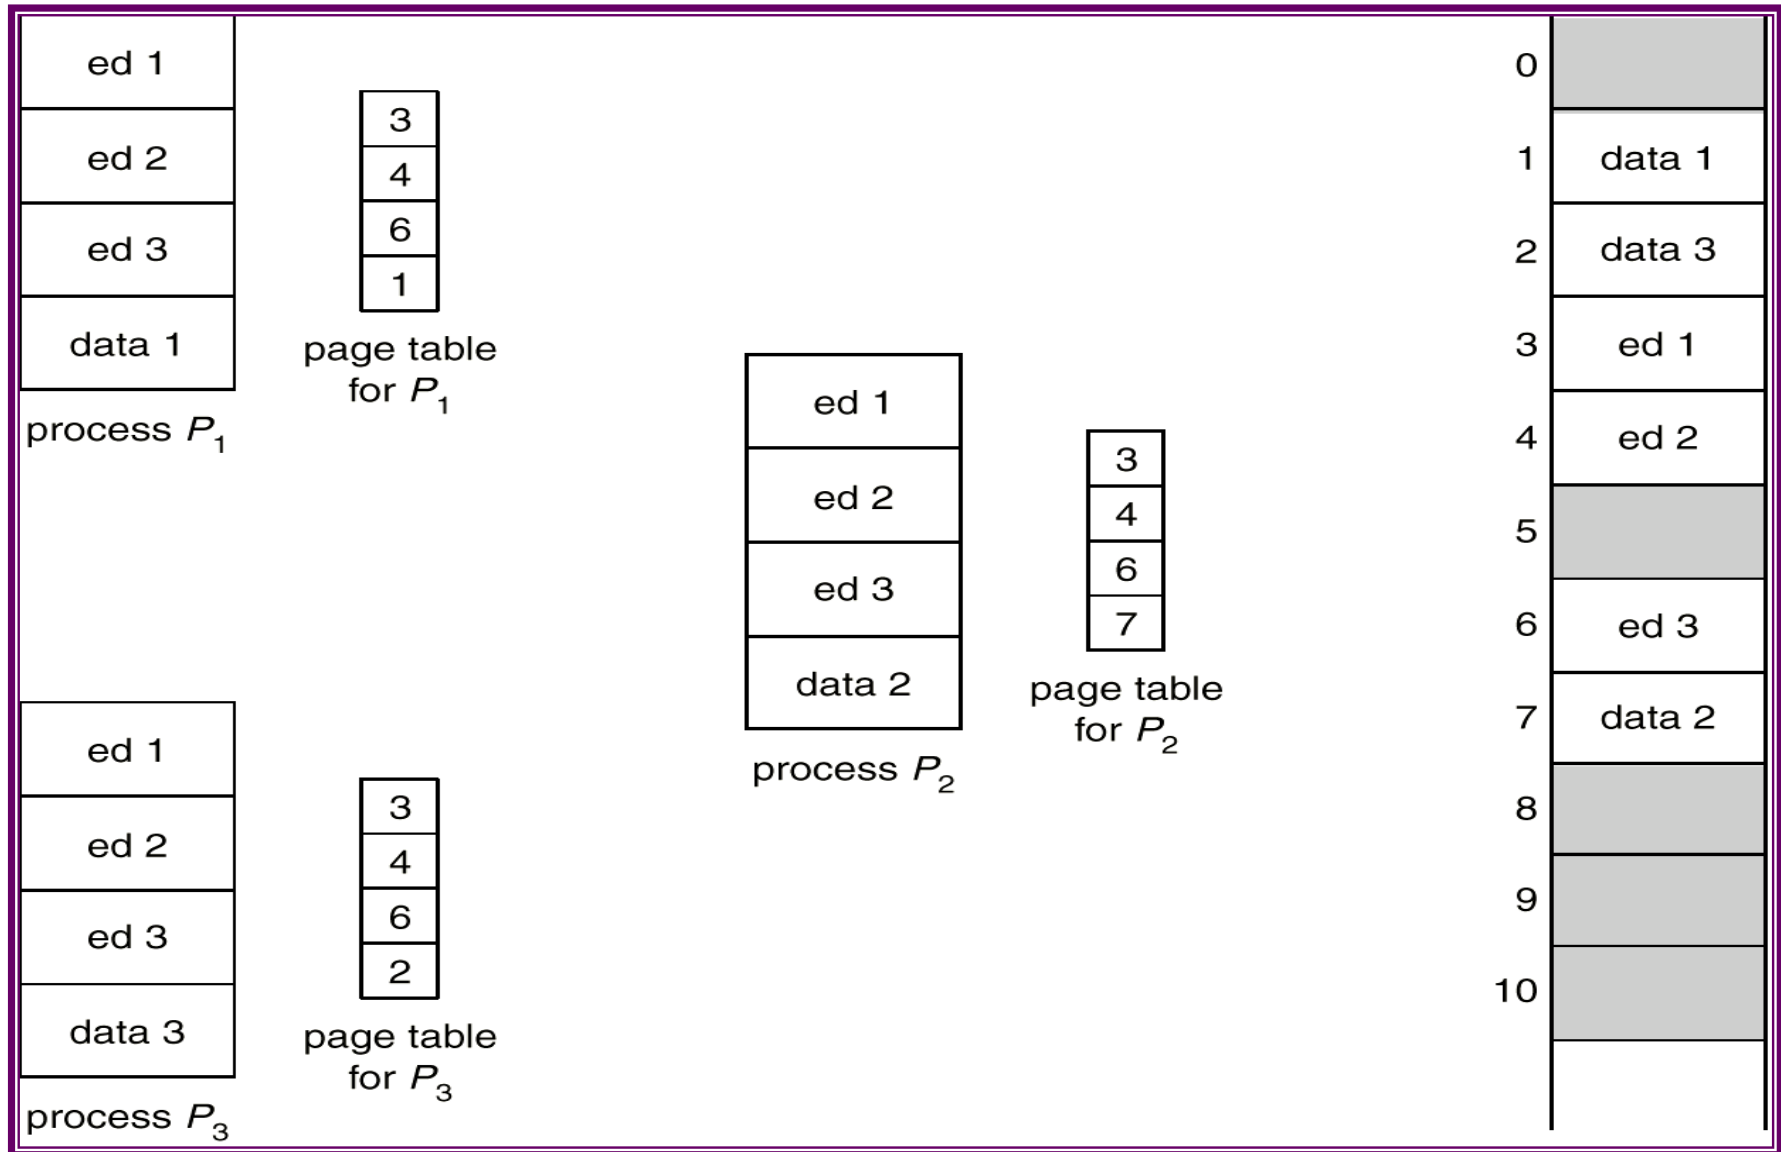 ed 1
ed 2
ed 3
data 1
process P1
3
4
6
1
page table
for P1
ed 1
ed 2
ed 3
data 2
process P2
3
4
6
7
page table
for P2
ed 1
ed 2
ed 3
data 3
process P3
3
4
6
2
page table
for P3
0
1 data 1
2 data 3
3 ed 1
4 ed 2
5
6 ed 3
7 data 2
8
9
10